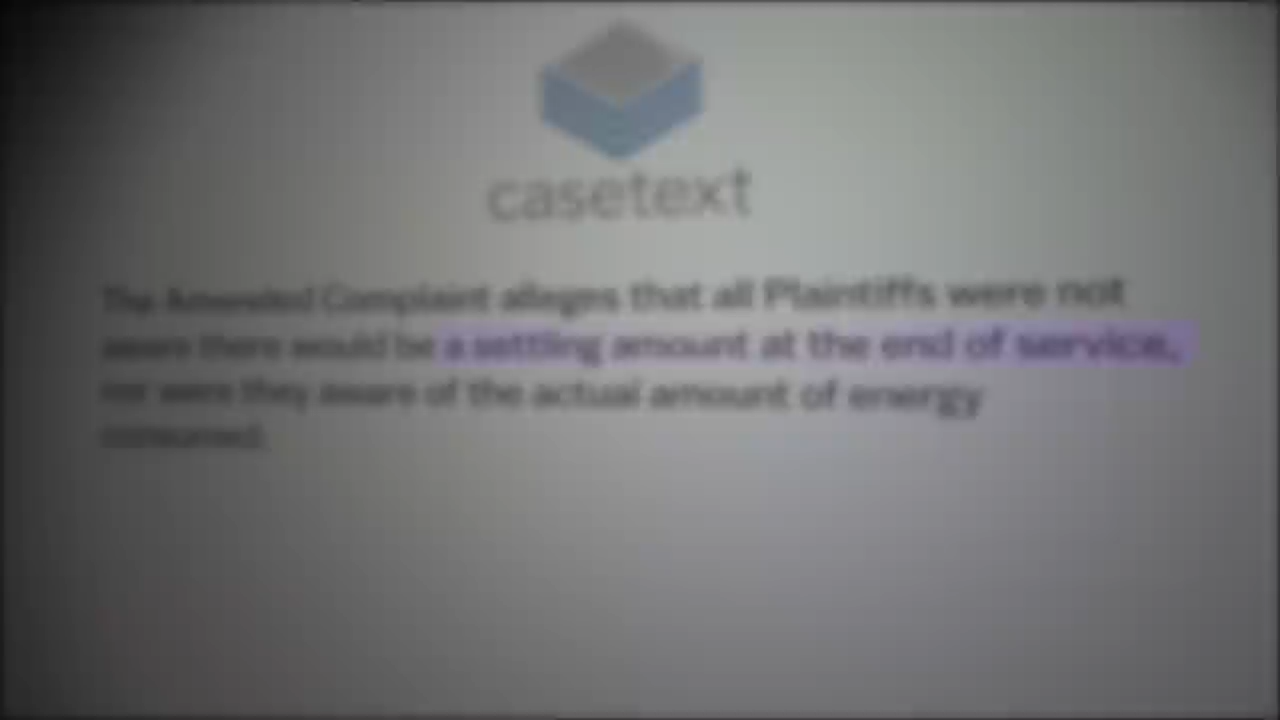 casetext
The Amended Complaint alleges that all Plaintiffs were not
aware there would be a settling amount at the end of service,
nor were they aware of the actual amount of energy
consumed.